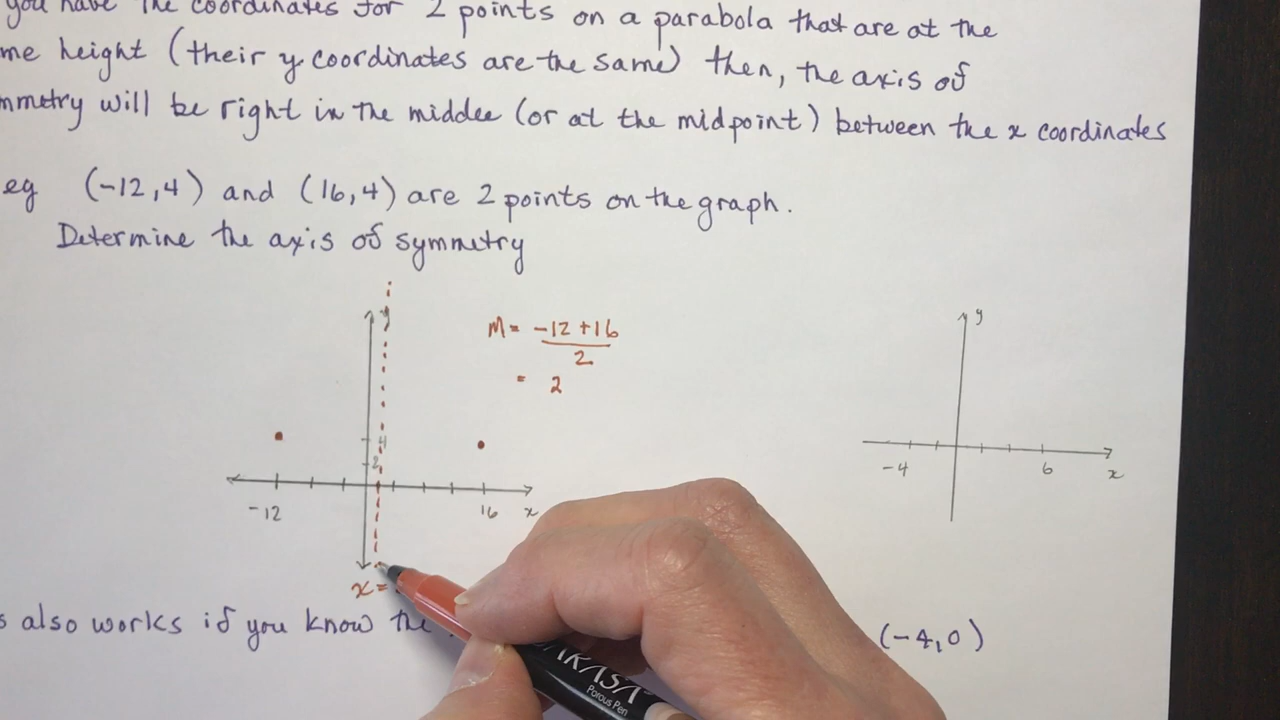 you have the coordinates for 2 points on a parabola that are at the
me height (their y coordinates are the same) then, the axis of
mmetry will be right in the middle (or at the midpoint) between the x coordinates
eg (-12,4) and (16,4) are 2 points on the graph.
Determine the axis of symmetry
y
M = -12 +16
2
= 2
4
2
-12
16 x
x =
y
-4
6
x
s also works if you know the
(-4,0)
ARASA
Porous Pen